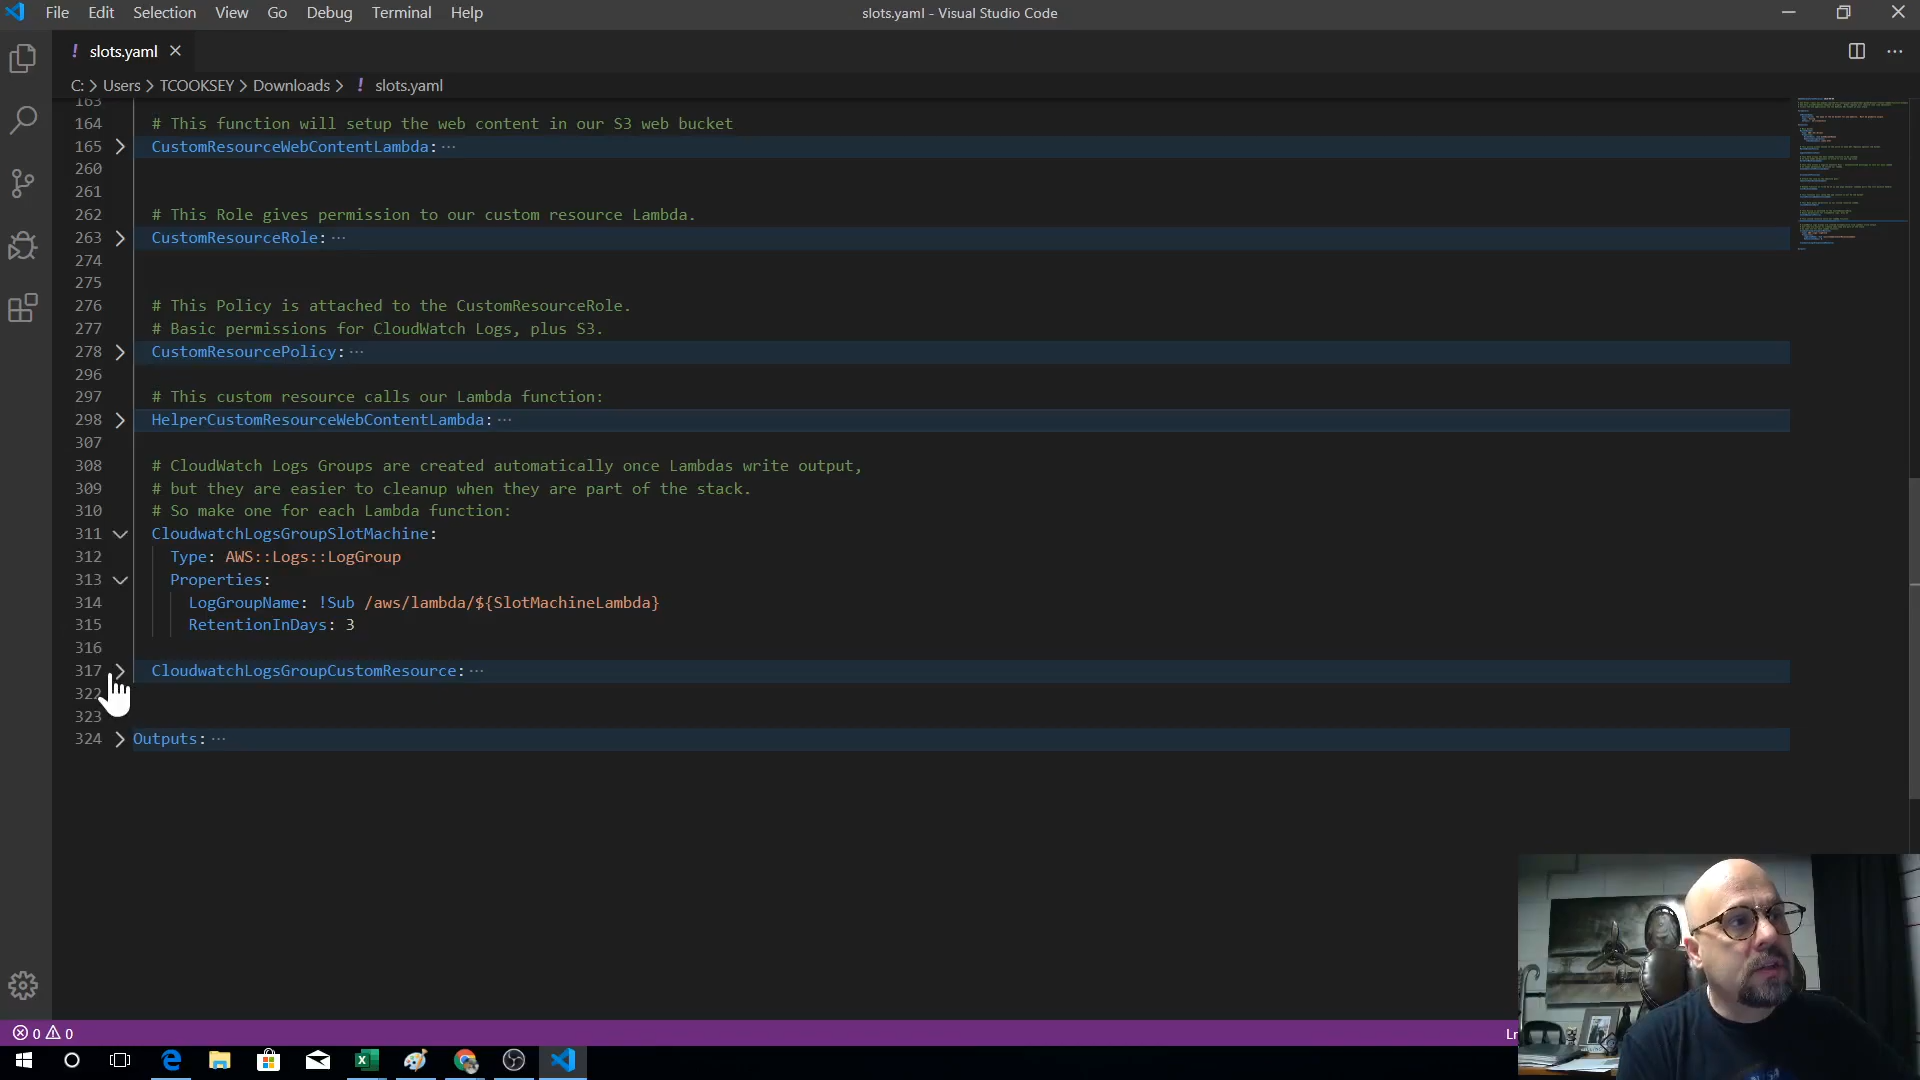 File Edit Selection View Go Debug Terminal Help
slots.yaml - Visual Studio Code
! slots.yaml
C: > Users > TCOOKSEY > Downloads > ! slots.yaml
163
164 # This function will setup the web content in our S3 web bucket
165 CustomResourceWebContentLambda: ···
260
261
262 # This Role gives permission to our custom resource Lambda.
263 CustomResourceRole: ···
274
275
276 # This Policy is attached to the CustomResourceRole.
277 # Basic permissions for CloudWatch Logs, plus S3.
278 CustomResourcePolicy: ···
296
297 # This custom resource calls our Lambda function:
298 HelperCustomResourceWebContentLambda: ···
307
308 # CloudWatch Logs Groups are created automatically once Lambdas write output,
309 # but they are easier to cleanup when they are part of the stack.
310 # So make one for each Lambda function:
311 CloudwatchLogsGroupSlotMachine:
312 Type: AWS::Logs::LogGroup
313 Properties:
314 LogGroupName: !Sub /aws/lambda/${SlotMachineLambda}
315 RetentionInDays: 3
316
317 CloudwatchLogsGroupCustomResource: ···
322
323
324 Outputs: ···
0 0
Ln